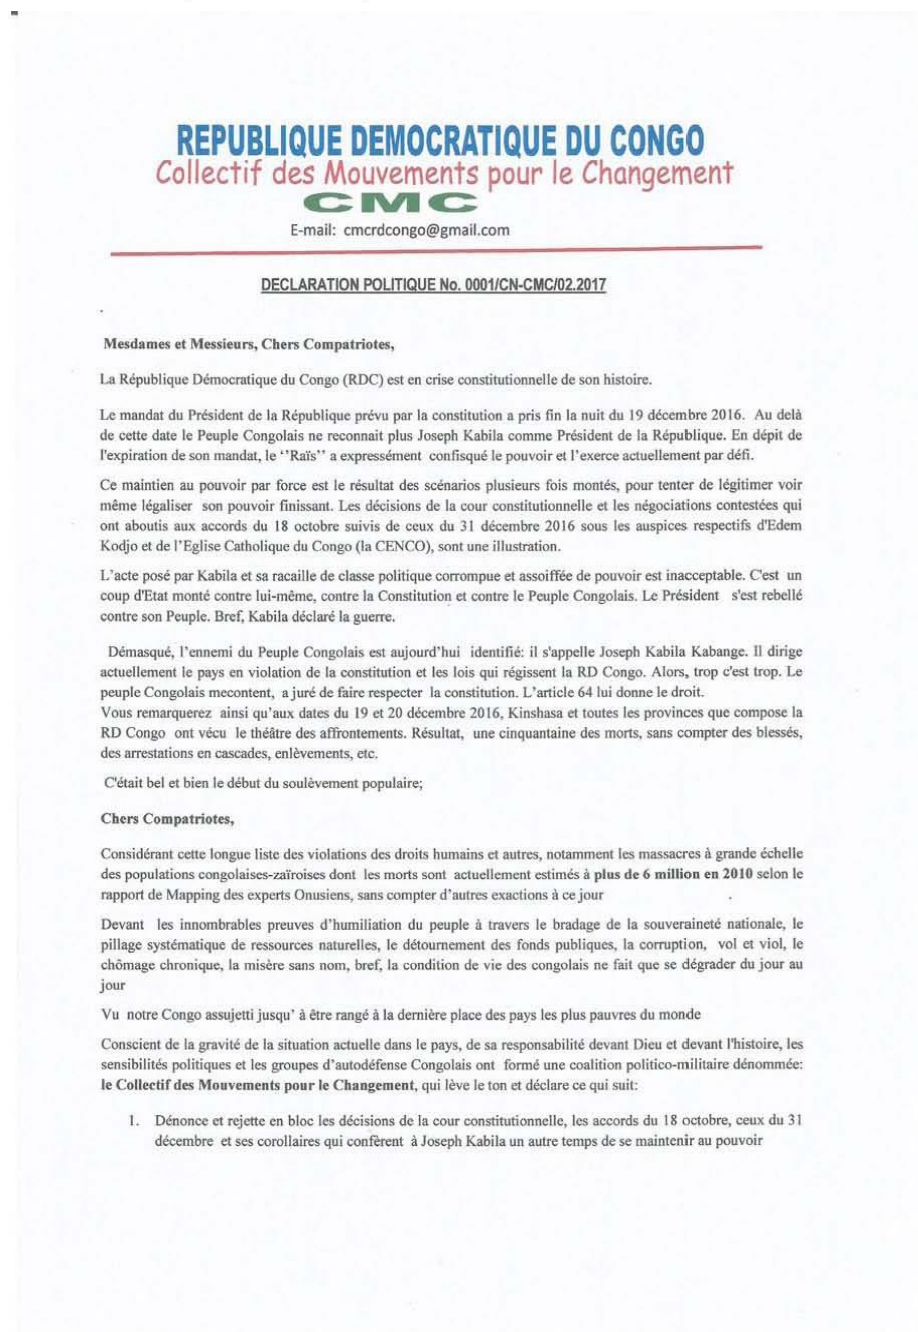 REPUBLIQUE DEMOCRATIQUE DU CONGO
Collectif des Mouvements pour le Changement
CMC
E-mail: cmcrdcongo@gmail.com
DECLARATION POLITIQUE No. 0001/CN-CMC/02.2017
Mesdames et Messieurs, Chers Compatriotes,
La République Démocratique du Congo (RDC) est en crise constitutionnelle de son histoire.
Le mandat du Président de la République prévu par la constitution a pris fin la nuit du 19 décembre 2016. Au delà
de cette date le Peuple Congolais ne reconnait plus Joseph Kabila comme Président de la République. En dépit de
l'expiration de son mandat, le ‘‘Raïs’’ a expressément confisqué le pouvoir et l’exerce actuellement par défi.
Ce maintien au pouvoir par force est le résultat des scénarios plusieurs fois montés, pour tenter de légitimer voir
même légaliser son pouvoir finissant. Les décisions de la cour constitutionnelle et les négociations contestées qui
ont aboutis aux accords du 18 octobre suivis de ceux du 31 décembre 2016 sous les auspices respectifs d'Edem
Kodjo et de l’Eglise Catholique du Congo (la CENCO), sont une illustration.
L’acte posé par Kabila et sa racaille de classe politique corrompue et assoiffée de pouvoir est inacceptable. C'est un
coup d'Etat monté contre lui-même, contre la Constitution et contre le Peuple Congolais. Le Président s'est rebellé
contre son Peuple. Bref, Kabila déclaré la guerre.
Démasqué, l’ennemi du Peuple Congolais est aujourd’hui identifié: il s'appelle Joseph Kabila Kabange. Il dirige
actuellement le pays en violation de la constitution et les lois qui régissent la RD Congo. Alors, trop c'est trop. Le
peuple Congolais mecontent, a juré de faire respecter la constitution. L’article 64 lui donne le droit.
Vous remarquerez ainsi qu’aux dates du 19 et 20 décembre 2016, Kinshasa et toutes les provinces que compose la
RD Congo ont vécu le théâtre des affrontements. Résultat, une cinquantaine des morts, sans compter des blessés,
des arrestations en cascades, enlèvements, etc.
C'était bel et bien le début du soulèvement populaire;
Chers Compatriotes,
Considérant cette longue liste des violations des droits humains et autres, notamment les massacres à grande échelle
des populations congolaises-zaïroises dont les morts sont actuellement estimés à plus de 6 million en 2010 selon le
rapport de Mapping des experts Onusiens, sans compter d’autres exactions à ce jour
Devant les innombrables preuves d’humiliation du peuple à travers le bradage de la souveraineté nationale, le
pillage systématique de ressources naturelles, le détournement des fonds publiques, la corruption, vol et viol, le
chômage chronique, la misère sans nom, bref, la condition de vie des congolais ne fait que se dégrader du jour au
jour
Vu notre Congo assujetti jusqu’ à être rangé à la dernière place des pays les plus pauvres du monde
Conscient de la gravité de la situation actuelle dans le pays, de sa responsabilité devant Dieu et devant l'histoire, les
sensibilités politiques et les groupes d’autodéfense Congolais ont formé une coalition politico-militaire dénommée:
le Collectif des Mouvements pour le Changement, qui lève le ton et déclare ce qui suit:
1. Dénonce et rejette en bloc les décisions de la cour constitutionnelle, les accords du 18 octobre, ceux du 31
décembre et ses corollaires qui confèrent à Joseph Kabila un autre temps de se maintenir au pouvoir